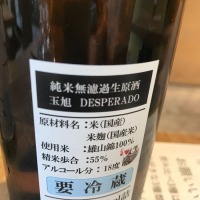 純米無濾過生原酒
玉旭 DESPERADO
原材料名：米（国産）
米麹（国産米）
使用米：雄山錦100%
精米歩合：55%
アルコール分：18度
要冷蔵